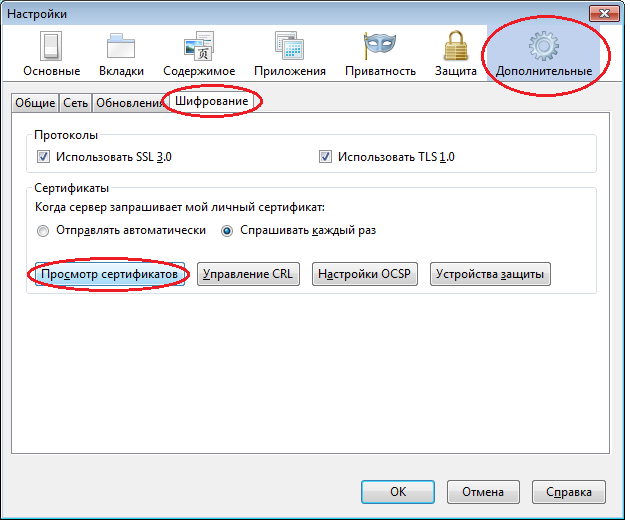 Настройки
Основные Вкладки Содержимое Приложения Приватность Защита Дополнительные
Общие Сеть Обновления Шифрование
Протоколы
Использовать SSL 3.0 Использовать TLS 1.0
Сертификаты
Когда сервер запрашивает мой личный сертификат:
Отправлять автоматически Спрашивать каждый раз
Просмотр сертификатов Управление CRL Настройки OCSP Устройства защиты
OK Отмена Справка